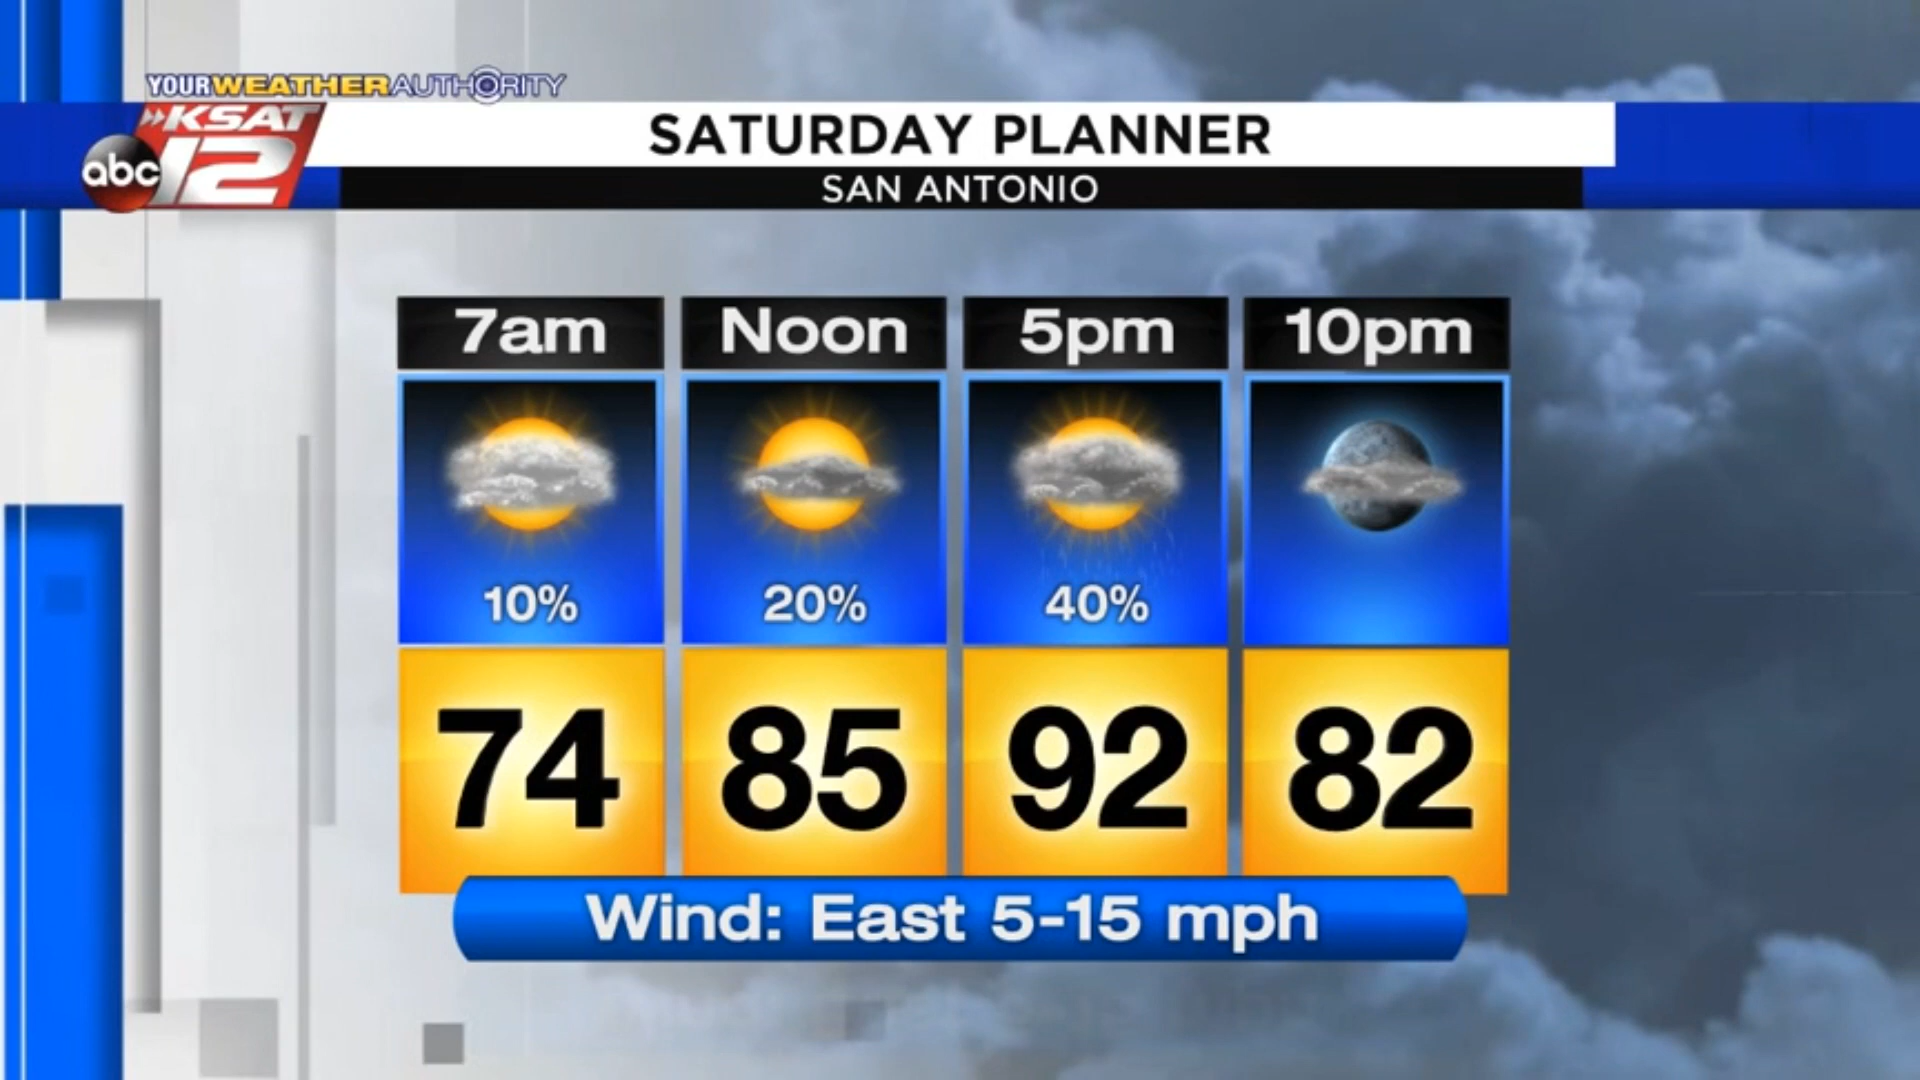 YOUR WEATHER AUTHORITY
KSAT
abc 12
SATURDAY PLANNER
SAN ANTONIO
7am Noon 5pm 10pm
10% 20% 40%
74 85 92 82
Wind: East 5-15 mph